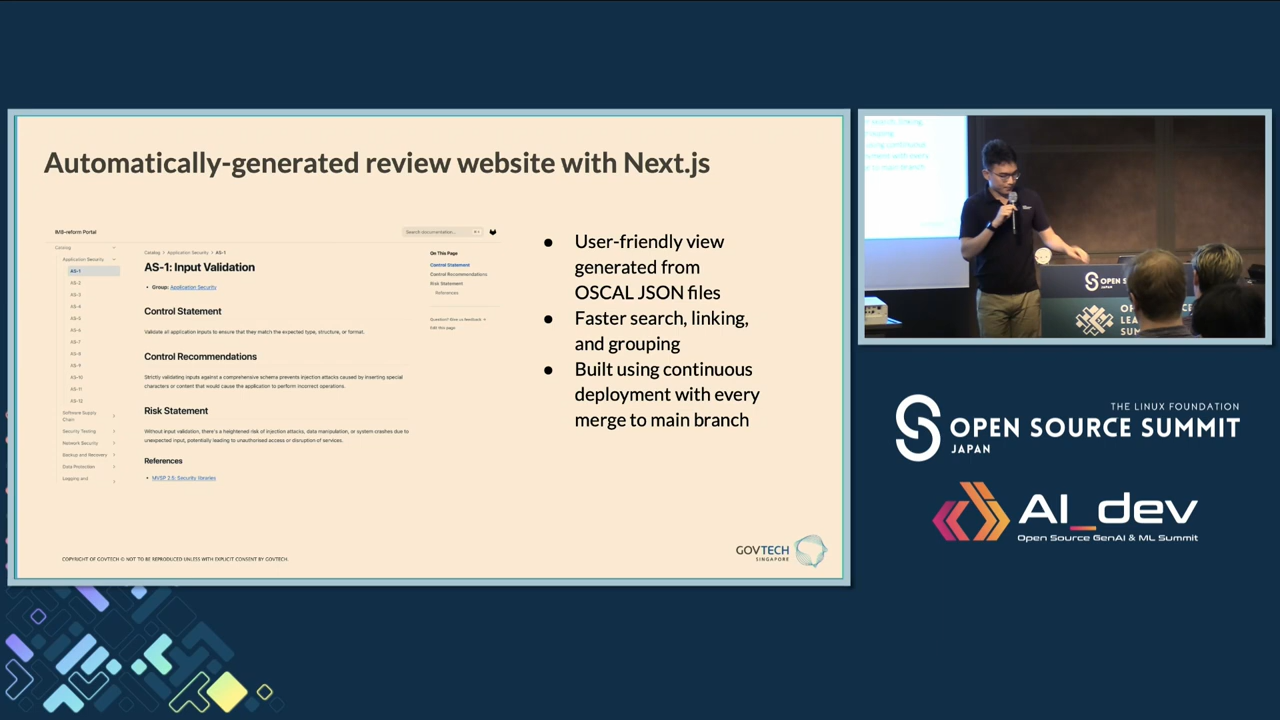 Automatically-generated review website with Next.js
IM8-reform Portal
Search documentation...
Catalog
Application Security
AS-1
AS-2
AS-3
AS-4
AS-5
AS-6
AS-7
AS-8
AS-9
AS-10
AS-11
AS-12
Software Supply
Chain
Security Testing
Network Security
Backup and Recovery
Data Protection
Logging and
Catalog > Application Security > AS-1
AS-1: Input Validation
• Group: Application Security
Control Statement
Validate all application inputs to ensure that they match the expected type, structure, or format.
Control Recommendations
Strictly validating inputs against a comprehensive schema prevents injection attacks caused by inserting special
characters or content that would cause the application to perform incorrect operations.
Risk Statement
Without input validation, there's a heightened risk of injection attacks, data manipulation, or system crashes due to
unexpected input, potentially leading to unauthorised access or disruption of services.
References
• MVSP 2.5: Security libraries
On This Page
Control Statement
Control Recommendations
Risk Statement
References
Question? Give us feedback
Edit this page
● User-friendly view
generated from
OSCAL JSON files
● Faster search, linking,
and grouping
● Built using continuous
deployment with every
merge to main branch
COPYRIGHT OF GOVTECH © NOT TO BE REPRODUCED UNLESS WITH EXPLICIT CONSENT BY GOVTECH.
GOVTECH
SINGAPORE
OPEN S
JAPAN
THE LINUX FOUNDATION
OPEN SOURCE SUMMIT
JAPAN
AI_dev
Open Source GenAI & ML Summit